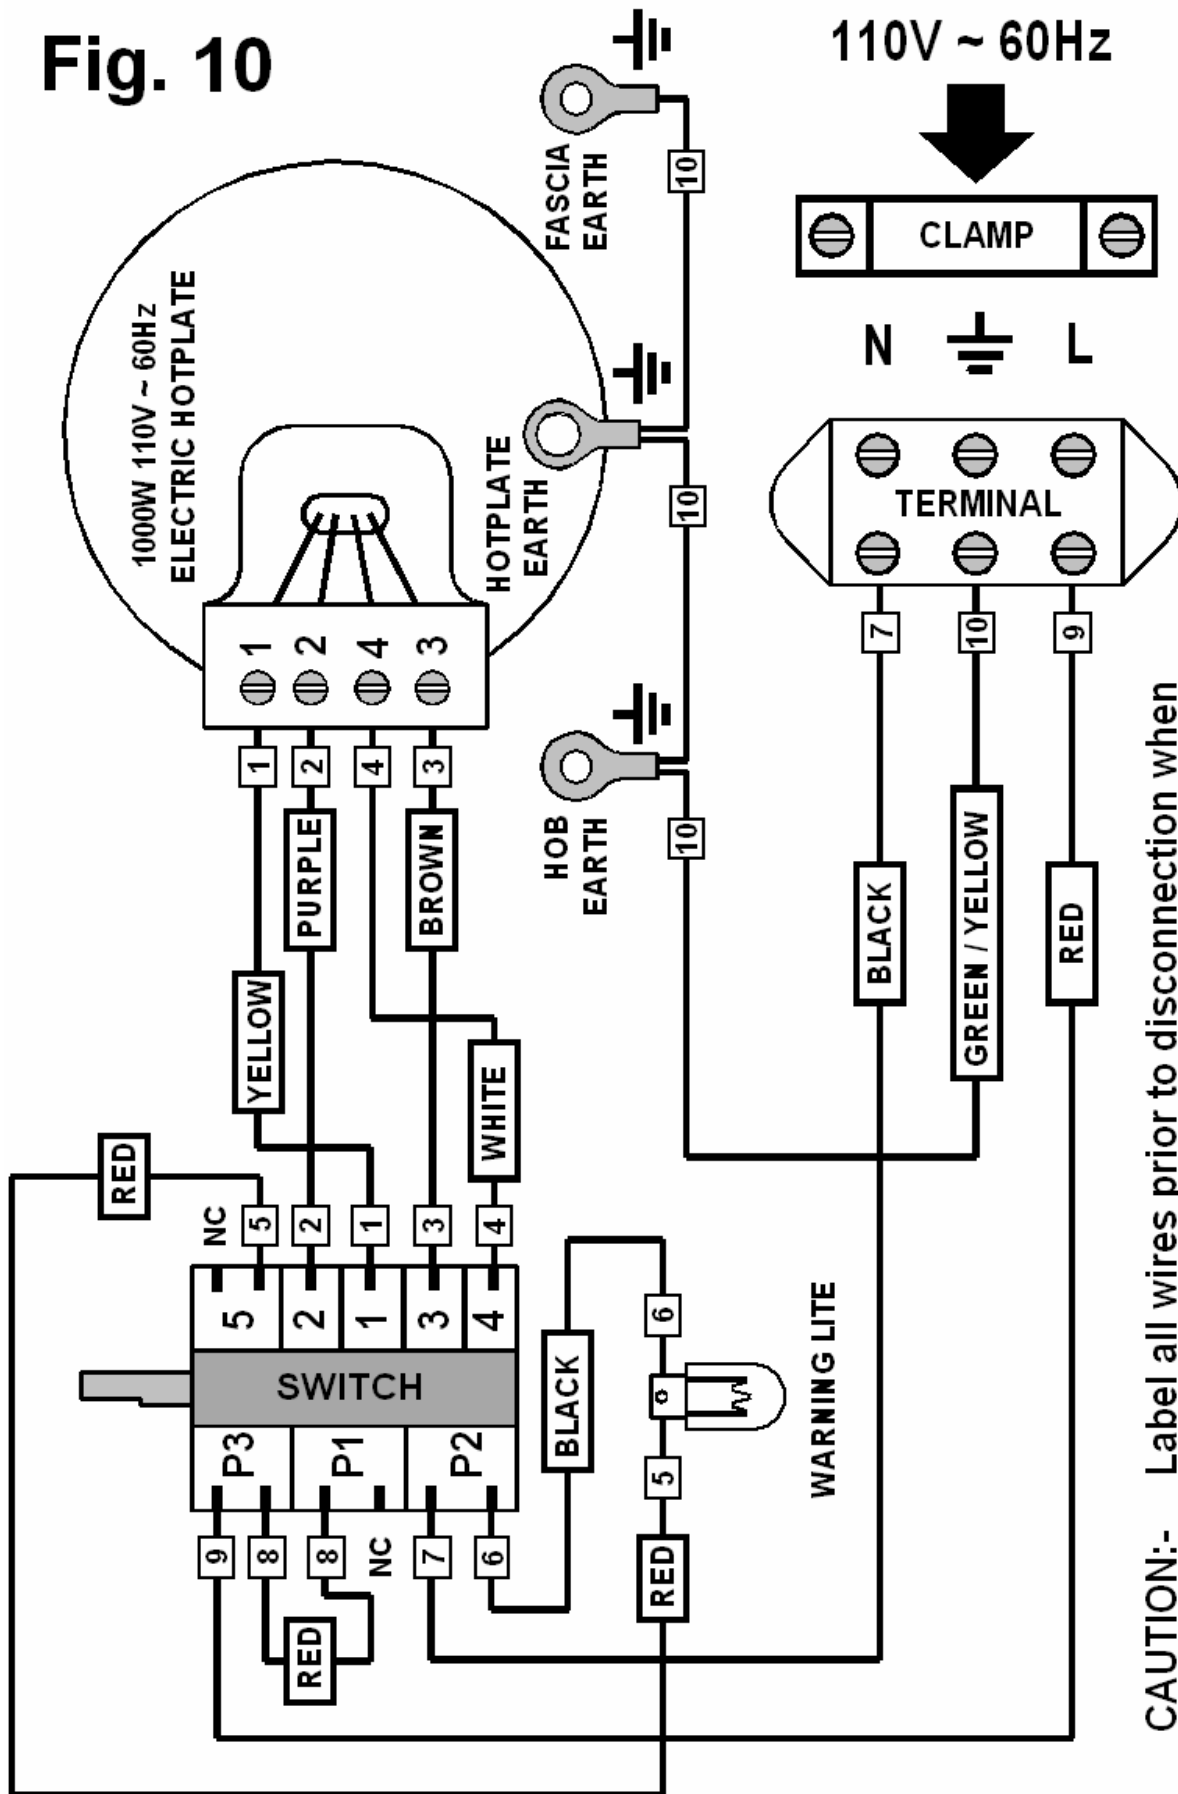 Fig. 10
110V ~ 60Hz
CLAMP
N
L
TERMINAL
7
10
9
BLACK
GREEN / YELLOW
RED
FASCIA
EARTH
10
HOTPLATE
EARTH
10
HOB
EARTH
10
1000W 110V ~ 60Hz
ELECTRIC HOTPLATE
1
2
4
3
1
2
4
3
YELLOW
PURPLE
BROWN
WHITE
RED
NC
5
2
1
3
4
5
2
1
3
4
SWITCH
P3
P1
P2
9
8
8
NC
7
6
RED
BLACK
6
5
RED
WARNING LITE
CAUTION:- Label all wires prior to disconnection when